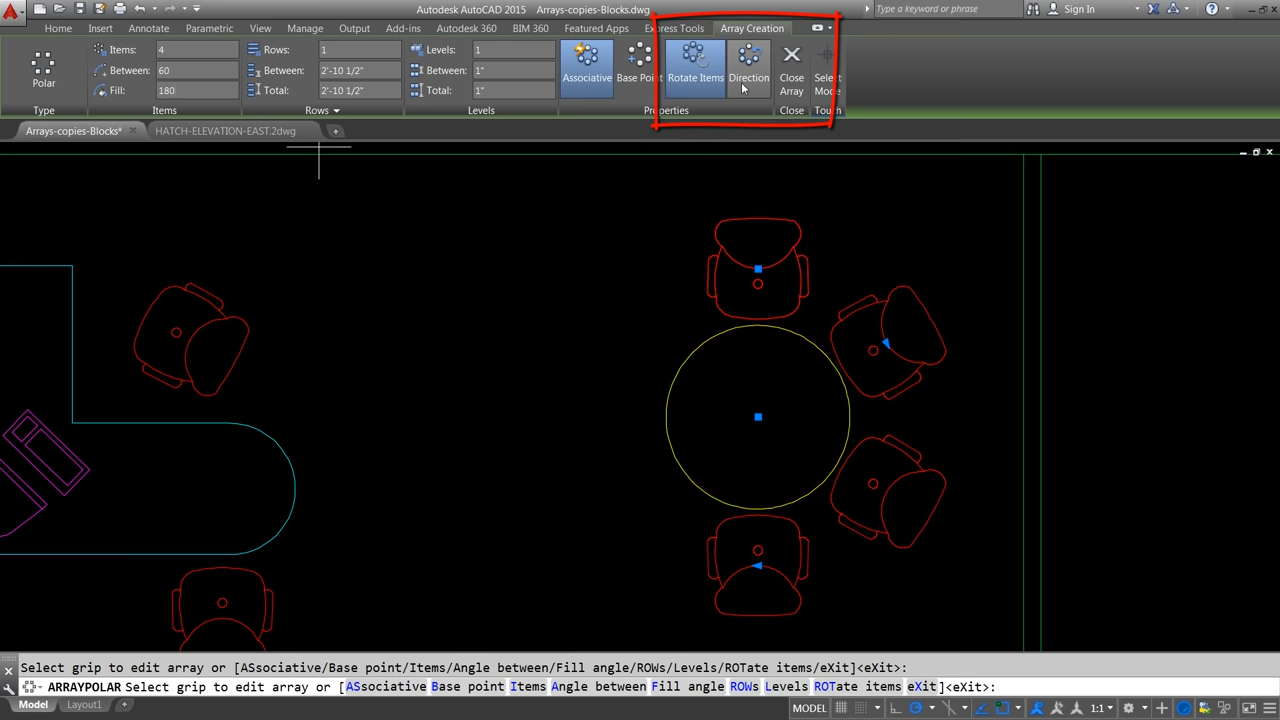 Autodesk AutoCAD 2015 Arrays-copies-Blocks.dwg
Type a keyword or phrase
Sign In
Home Insert Annotate Parametric View Manage Output Add-ins Autodesk 360 BIM 360 Featured Apps Express Tools Array Creation
Polar
Items: 4
Between: 60
Fill: 180
Rows: 1
Between: 2'-10 1/2"
Total: 2'-10 1/2"
Levels: 1
Between: 1"
Total: 1"
Associative
Base Point
Rotate Items
Direction
Close
Array
Select
Mode
Type Items Rows Levels Properties Close Touch
Arrays-copies-Blocks* HATCH-ELEVATION-EAST.2dwg
Select grip to edit array or [ASsociative/Base point/Items/Angle between/Fill angle/ROWs/Levels/ROTate items/eXit]<eXit>:
ARRAYPOLAR Select grip to edit array or [ASsociative Base point Items Angle between Fill angle ROWs Levels ROTate items eXit]<eXit>:
Model Layout1
MODEL 1:1